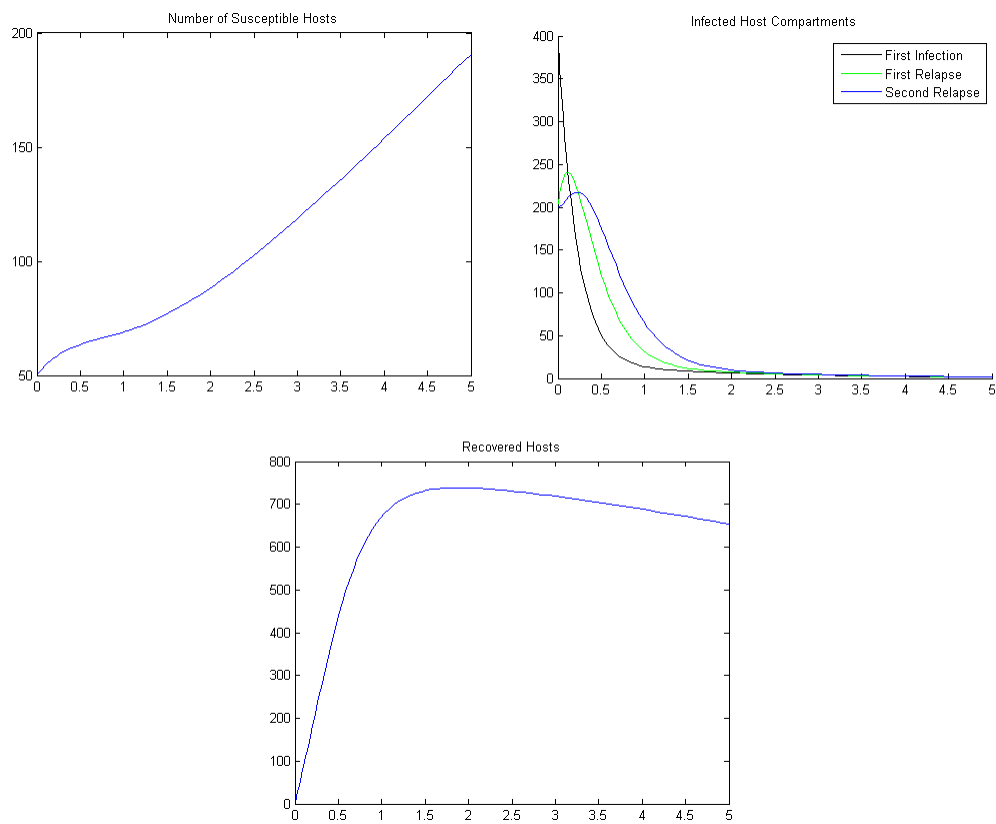 Number of Susceptible Hosts
200
150
100
50
0 0.5 1 1.5 2 2.5 3 3.5 4 4.5 5
Infected Host Compartments
400
350
300
250
200
150
100
50
0
0 0.5 1 1.5 2 2.5 3 3.5 4 4.5 5
First Infection
First Relapse
Second Relapse
Recovered Hosts
800
700
600
500
400
300
200
100
0
0 0.5 1 1.5 2 2.5 3 3.5 4 4.5 5